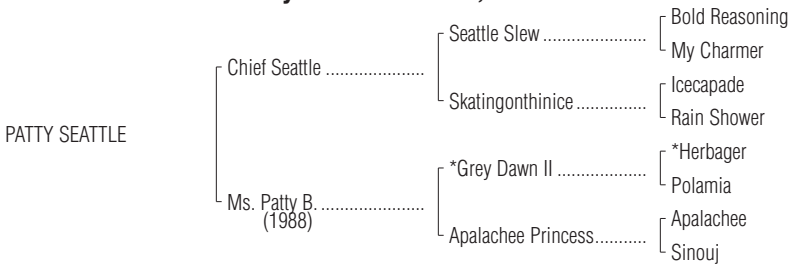 Bold Reasoning
Seattle Slew ......................
My Charmer
Chief Seattle .....................
Icecapade
Skatingonthinice...............
Rain Shower
PATTY SEATTLE
*Herbager
*Grey Dawn II ...................
Polamia
Ms. Patty B. ......................
(1988)
Apalachee
Apalachee Princess...........
Sinouj